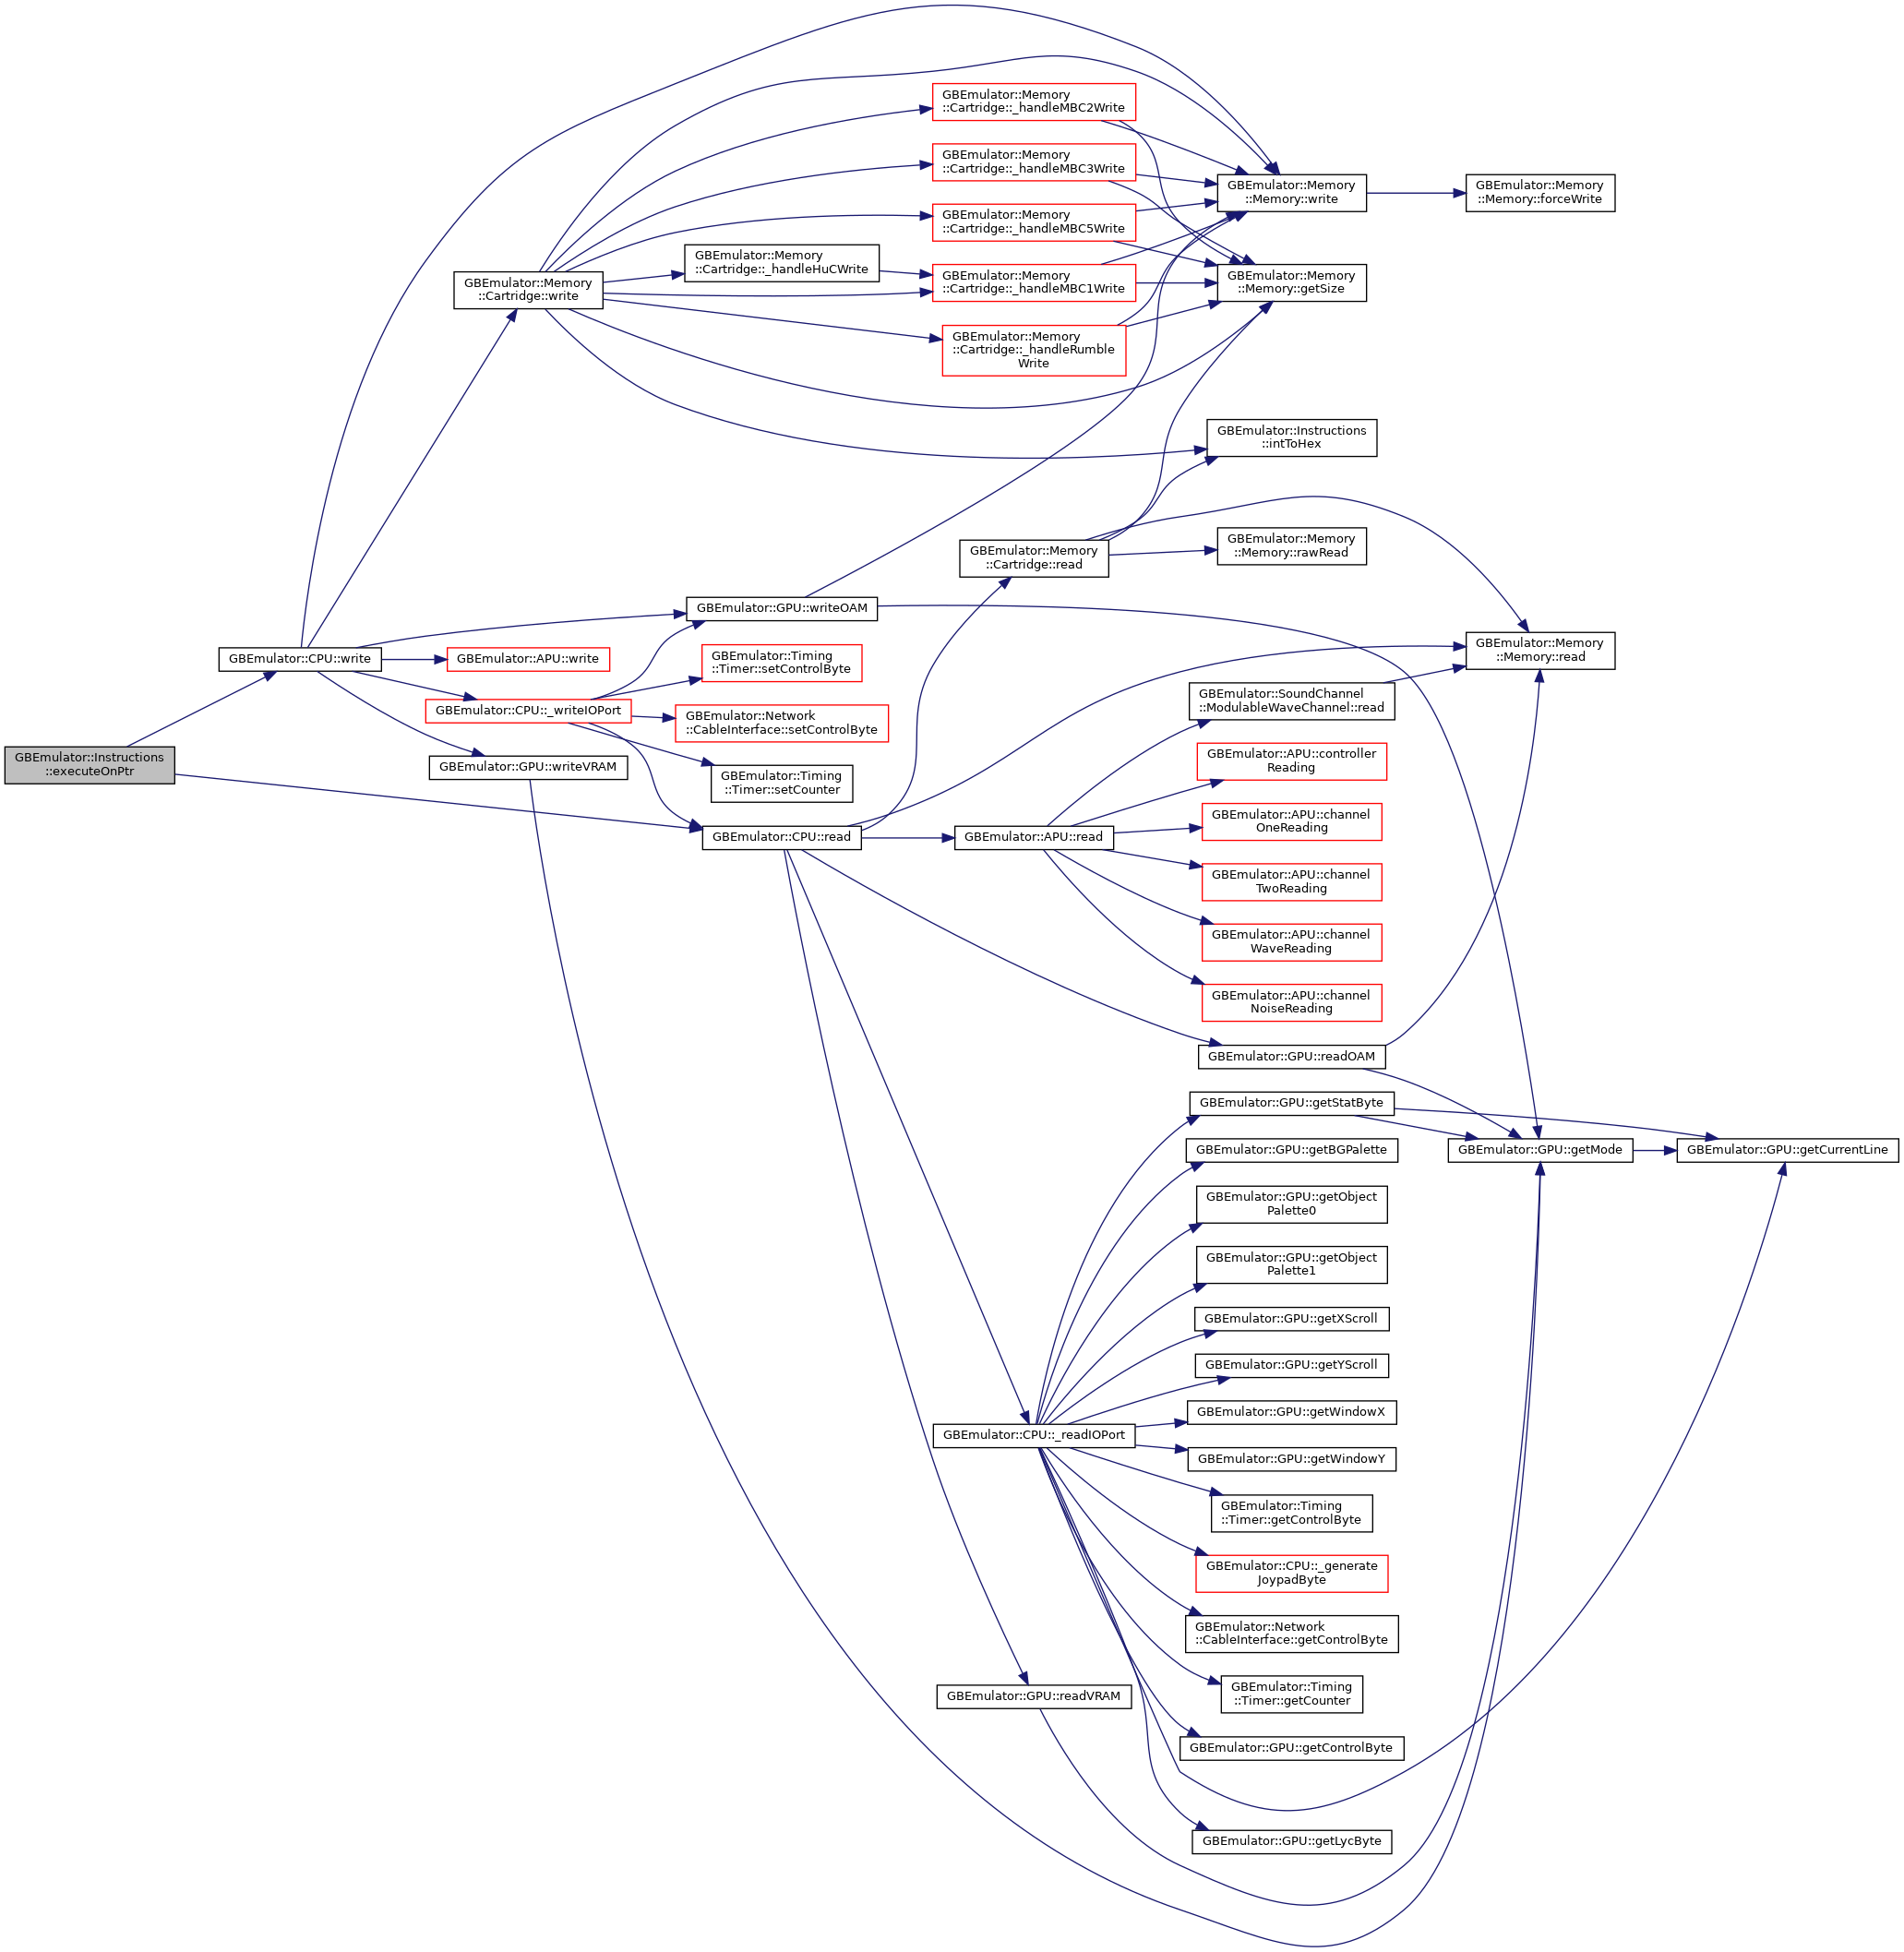 GBEmulator::Memory
::Cartridge::_handleMBC2Write
GBEmulator::Memory
::Cartridge::_handleMBC3Write
GBEmulator::Memory
::Memory::write
GBEmulator::Memory
::Memory::forceWrite
GBEmulator::Memory
::Cartridge::_handleMBC5Write
GBEmulator::Memory
::Cartridge::_handleHuCWrite
GBEmulator::Memory
::Cartridge::write
GBEmulator::Memory
::Cartridge::_handleMBC1Write
GBEmulator::Memory
::Memory::getSize
GBEmulator::Memory
::Cartridge::_handleRumble
Write
GBEmulator::Instructions
::intToHex
GBEmulator::Memory
::Cartridge::read
GBEmulator::Memory
::Memory::rawRead
GBEmulator::GPU::writeOAM
GBEmulator::CPU::write
GBEmulator::APU::write
GBEmulator::Timing
::Timer::setControlByte
GBEmulator::Memory
::Memory::read
GBEmulator::CPU::_writeIOPort
GBEmulator::Network
::CableInterface::setControlByte
GBEmulator::SoundChannel
::ModulableWaveChannel::read
GBEmulator::Instructions
::executeOnPtr
GBEmulator::GPU::writeVRAM
GBEmulator::Timing
::Timer::setCounter
GBEmulator::APU::controller
Reading
GBEmulator::CPU::read
GBEmulator::APU::read
GBEmulator::APU::channel
OneReading
GBEmulator::APU::channel
TwoReading
GBEmulator::APU::channel
WaveReading
GBEmulator::APU::channel
NoiseReading
GBEmulator::GPU::readOAM
GBEmulator::GPU::getStatByte
GBEmulator::GPU::getBGPalette
GBEmulator::GPU::getMode
GBEmulator::GPU::getCurrentLine
GBEmulator::GPU::getObject
Palette0
GBEmulator::GPU::getObject
Palette1
GBEmulator::GPU::getXScroll
GBEmulator::GPU::getYScroll
GBEmulator::GPU::getWindowX
GBEmulator::CPU::_readIOPort
GBEmulator::GPU::getWindowY
GBEmulator::Timing
::Timer::getControlByte
GBEmulator::CPU::_generate
JoypadByte
GBEmulator::Network
::CableInterface::getControlByte
GBEmulator::GPU::readVRAM
GBEmulator::Timing
::Timer::getCounter
GBEmulator::GPU::getControlByte
GBEmulator::GPU::getLycByte